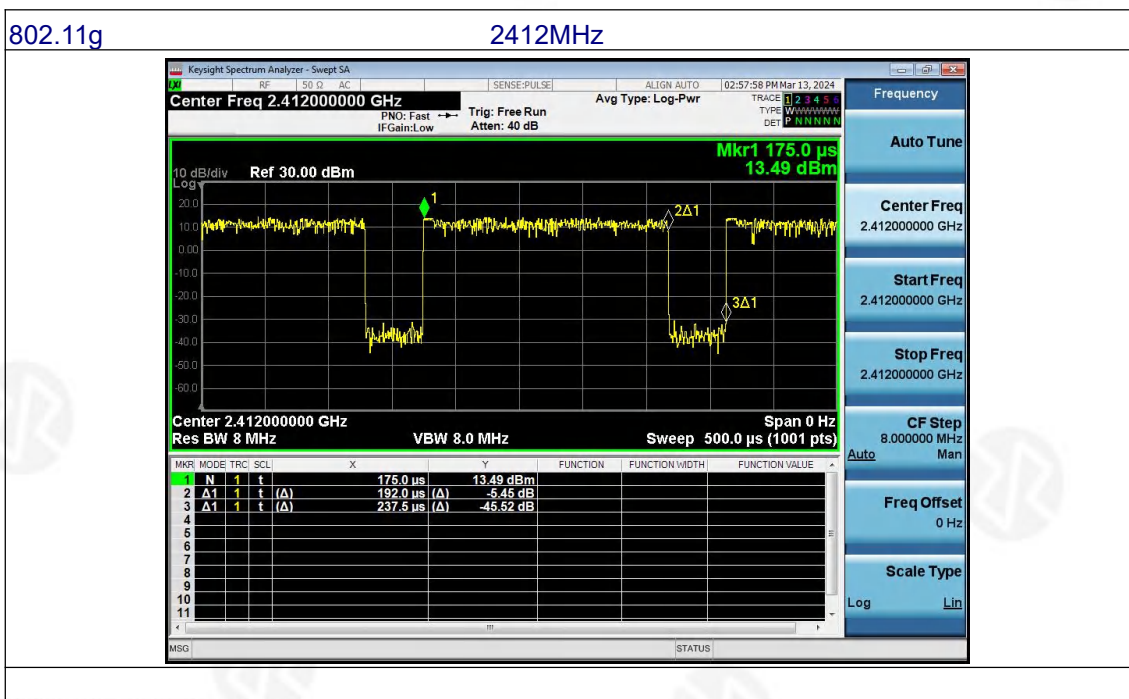 802.11g 2412MHz
Keysight Spectrum Analyzer - Swept SA
LXI RF 50 Ω AC SENSE:PULSE ALIGN AUTO 02:57:58 PM Mar 13, 2024
Center Freq 2.412000000 GHz
PNO: Fast
IFGain:Low
Trig: Free Run
Atten: 40 dB
Avg Type: Log-Pwr
TRACE 1 2 3 4 5 6
TYPE WWWWWWW
DET P N N N N N
Mkr1 175.0 µs
13.49 dBm
10 dB/div Ref 30.00 dBm
Log
20.0
10.0
0.00
-10.0
-20.0
-30.0
-40.0
-50.0
-60.0
1
2Δ1
3Δ1
Center 2.412000000 GHz Span 0 Hz
Res BW 8 MHz VBW 8.0 MHz Sweep 500.0 µs (1001 pts)
MKR MODE TRC SCL X Y FUNCTION FUNCTION WIDTH FUNCTION VALUE
1 N 1 t 175.0 µs 13.49 dBm
2 Δ1 1 t (Δ) 192.0 µs (Δ) -5.45 dB
3 Δ1 1 t (Δ) 237.5 µs (Δ) -45.52 dB
4
5
6
7
8
9
10
11
MSG STATUS
Frequency
Auto Tune
Center Freq
2.412000000 GHz
Start Freq
2.412000000 GHz
Stop Freq
2.412000000 GHz
CF Step
8.000000 MHz
Auto Man
Freq Offset
0 Hz
Scale Type
Log Lin